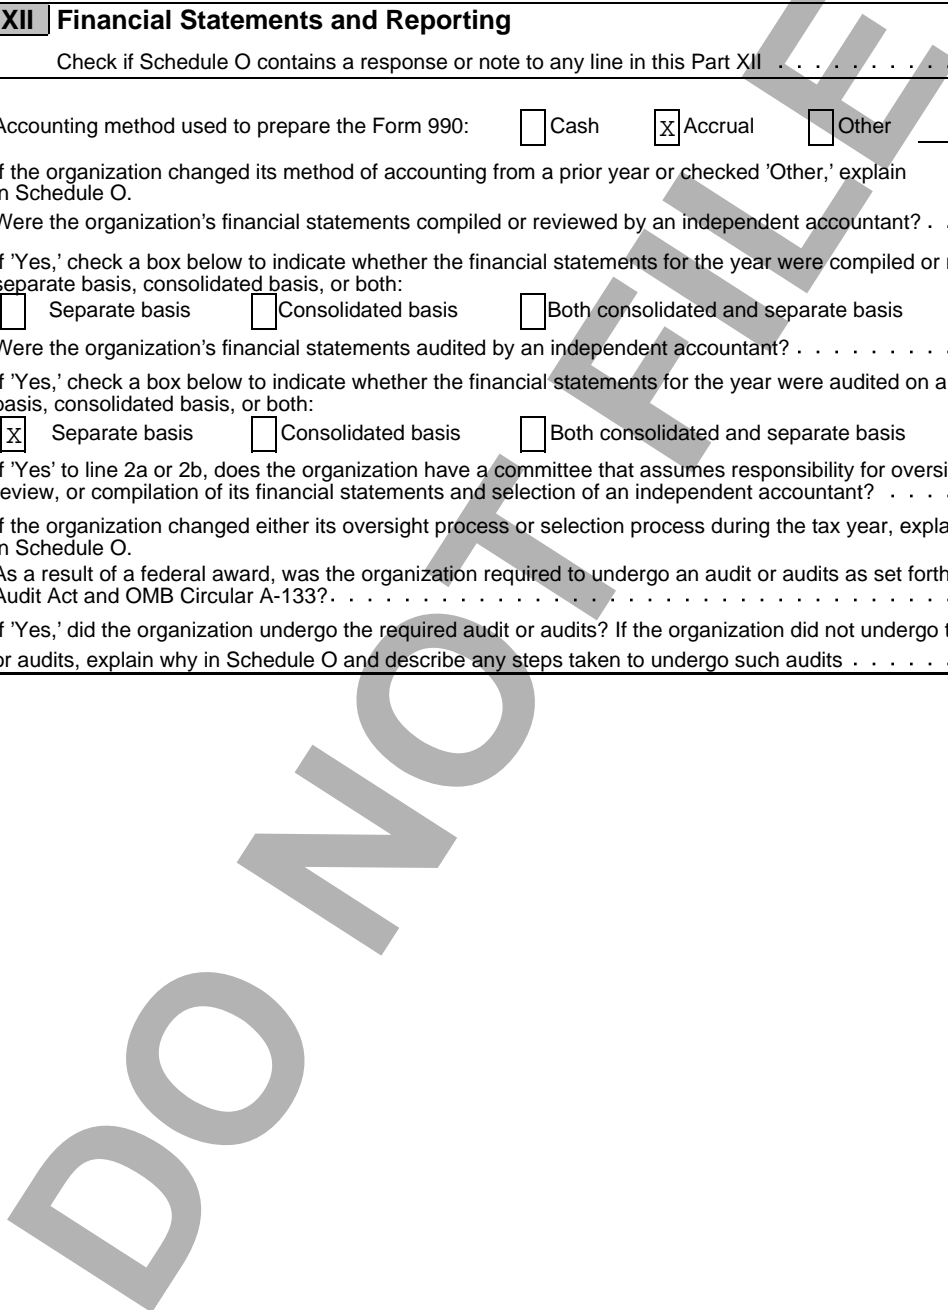 XII Financial Statements and Reporting
Check if Schedule O contains a response or note to any line in this Part XII . . . . . . . . . .
Accounting method used to prepare the Form 990: Cash X Accrual Other
f the organization changed its method of accounting from a prior year or checked 'Other,' explain
n Schedule O.
Were the organization's financial statements compiled or reviewed by an independent accountant? . .
f 'Yes,' check a box below to indicate whether the financial statements for the year were compiled or
separate basis, consolidated basis, or both:
Separate basis Consolidated basis Both consolidated and separate basis
Were the organization's financial statements audited by an independent accountant? . . . . . . . . .
f 'Yes,' check a box below to indicate whether the financial statements for the year were audited on a
basis, consolidated basis, or both:
X Separate basis Consolidated basis Both consolidated and separate basis
f 'Yes' to line 2a or 2b, does the organization have a committee that assumes responsibility for oversi
eview, or compilation of its financial statements and selection of an independent accountant? . . . .
f the organization changed either its oversight process or selection process during the tax year, expla
n Schedule O.
As a result of a federal award, was the organization required to undergo an audit or audits as set forth
Audit Act and OMB Circular A-133? . . . . . . . . . . . . . . . . . . . . . . . . . . . . . . . . . .
f 'Yes,' did the organization undergo the required audit or audits? If the organization did not undergo t
or audits, explain why in Schedule O and describe any steps taken to undergo such audits . . . . . .
DO NOT FILE